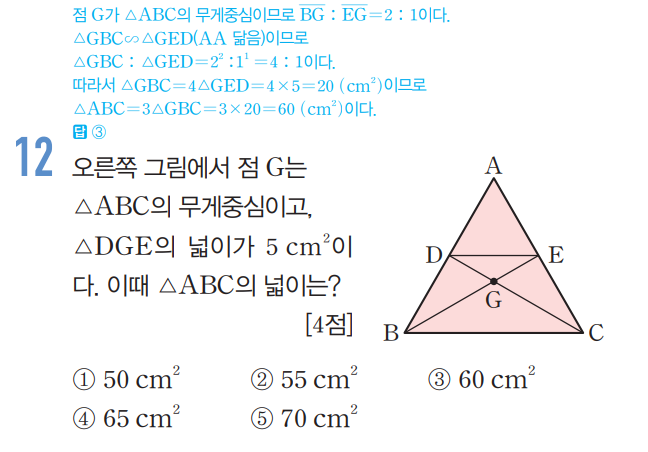 점 G가 △ABC의 무게중심이므로 BG : EG=2 : 1이다.
△GBC∽△GED(AA 닮음)이므로
△GBC : △GED=2² : 1¹ =4 : 1이다.
따라서 △GBC=4△GED=4×5=20 (cm²)이므로
△ABC=3△GBC=3×20=60 (cm²)이다.
답 ③
12 오른쪽 그림에서 점 G는
△ABC의 무게중심이고,
△DGE의 넓이가 5 cm²이
다. 이때 △ABC의 넓이는?
[4점]
A
D E
G
B C
① 50 cm² ② 55 cm² ③ 60 cm²
④ 65 cm² ⑤ 70 cm²